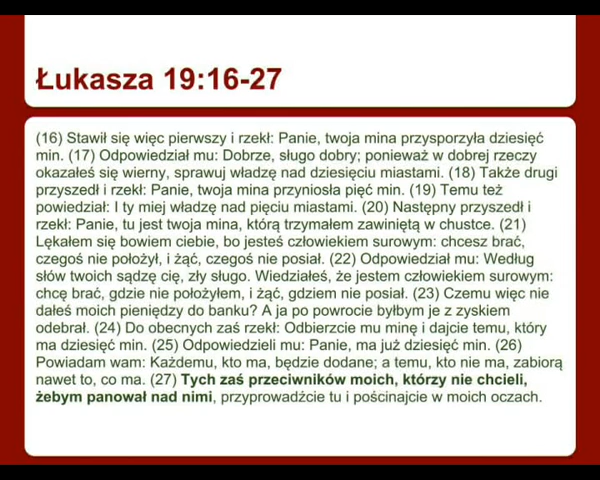 Łukasza 19:16-27
(16) Stawił się więc pierwszy i rzekł: Panie, twoja mina przysporzyła dziesięć
min. (17) Odpowiedział mu: Dobrze, sługo dobry; ponieważ w dobrej rzeczy
okazałeś się wierny, sprawuj władzę nad dziesięciu miastami. (18) Także drugi
przyszedł i rzekł: Panie, twoja mina przyniosła pięć min. (19) Temu też
powiedział: I ty miej władzę nad pięciu miastami. (20) Następny przyszedł i
rzekł: Panie, tu jest twoja mina, którą trzymałem zawiniętą w chustce. (21)
Lękałem się bowiem ciebie, bo jesteś człowiekiem surowym: chcesz brać,
czegoś nie położył, i żąć, czegoś nie posiał. (22) Odpowiedział mu: Według
słów twoich sądzę cię, zły sługo. Wiedziałeś, że jestem człowiekiem surowym:
chcę brać, gdzie nie położyłem, i żąć, gdziem nie posiał. (23) Czemu więc nie
dałeś moich pieniędzy do banku? A ja po powrocie byłbym je z zyskiem
odebrał. (24) Do obecnych zaś rzekł: Odbierzcie mu minę i dajcie temu, który
ma dziesięć min. (25) Odpowiedzieli mu: Panie, ma już dziesięć min. (26)
Powiadam wam: Każdemu, kto ma, będzie dodane; a temu, kto nie ma, zabiorą
nawet to, co ma. (27) Tych zaś przeciwników moich, którzy nie chcieli,
żebym panował nad nimi, przyprowadźcie tu i pościnajcie w moich oczach.